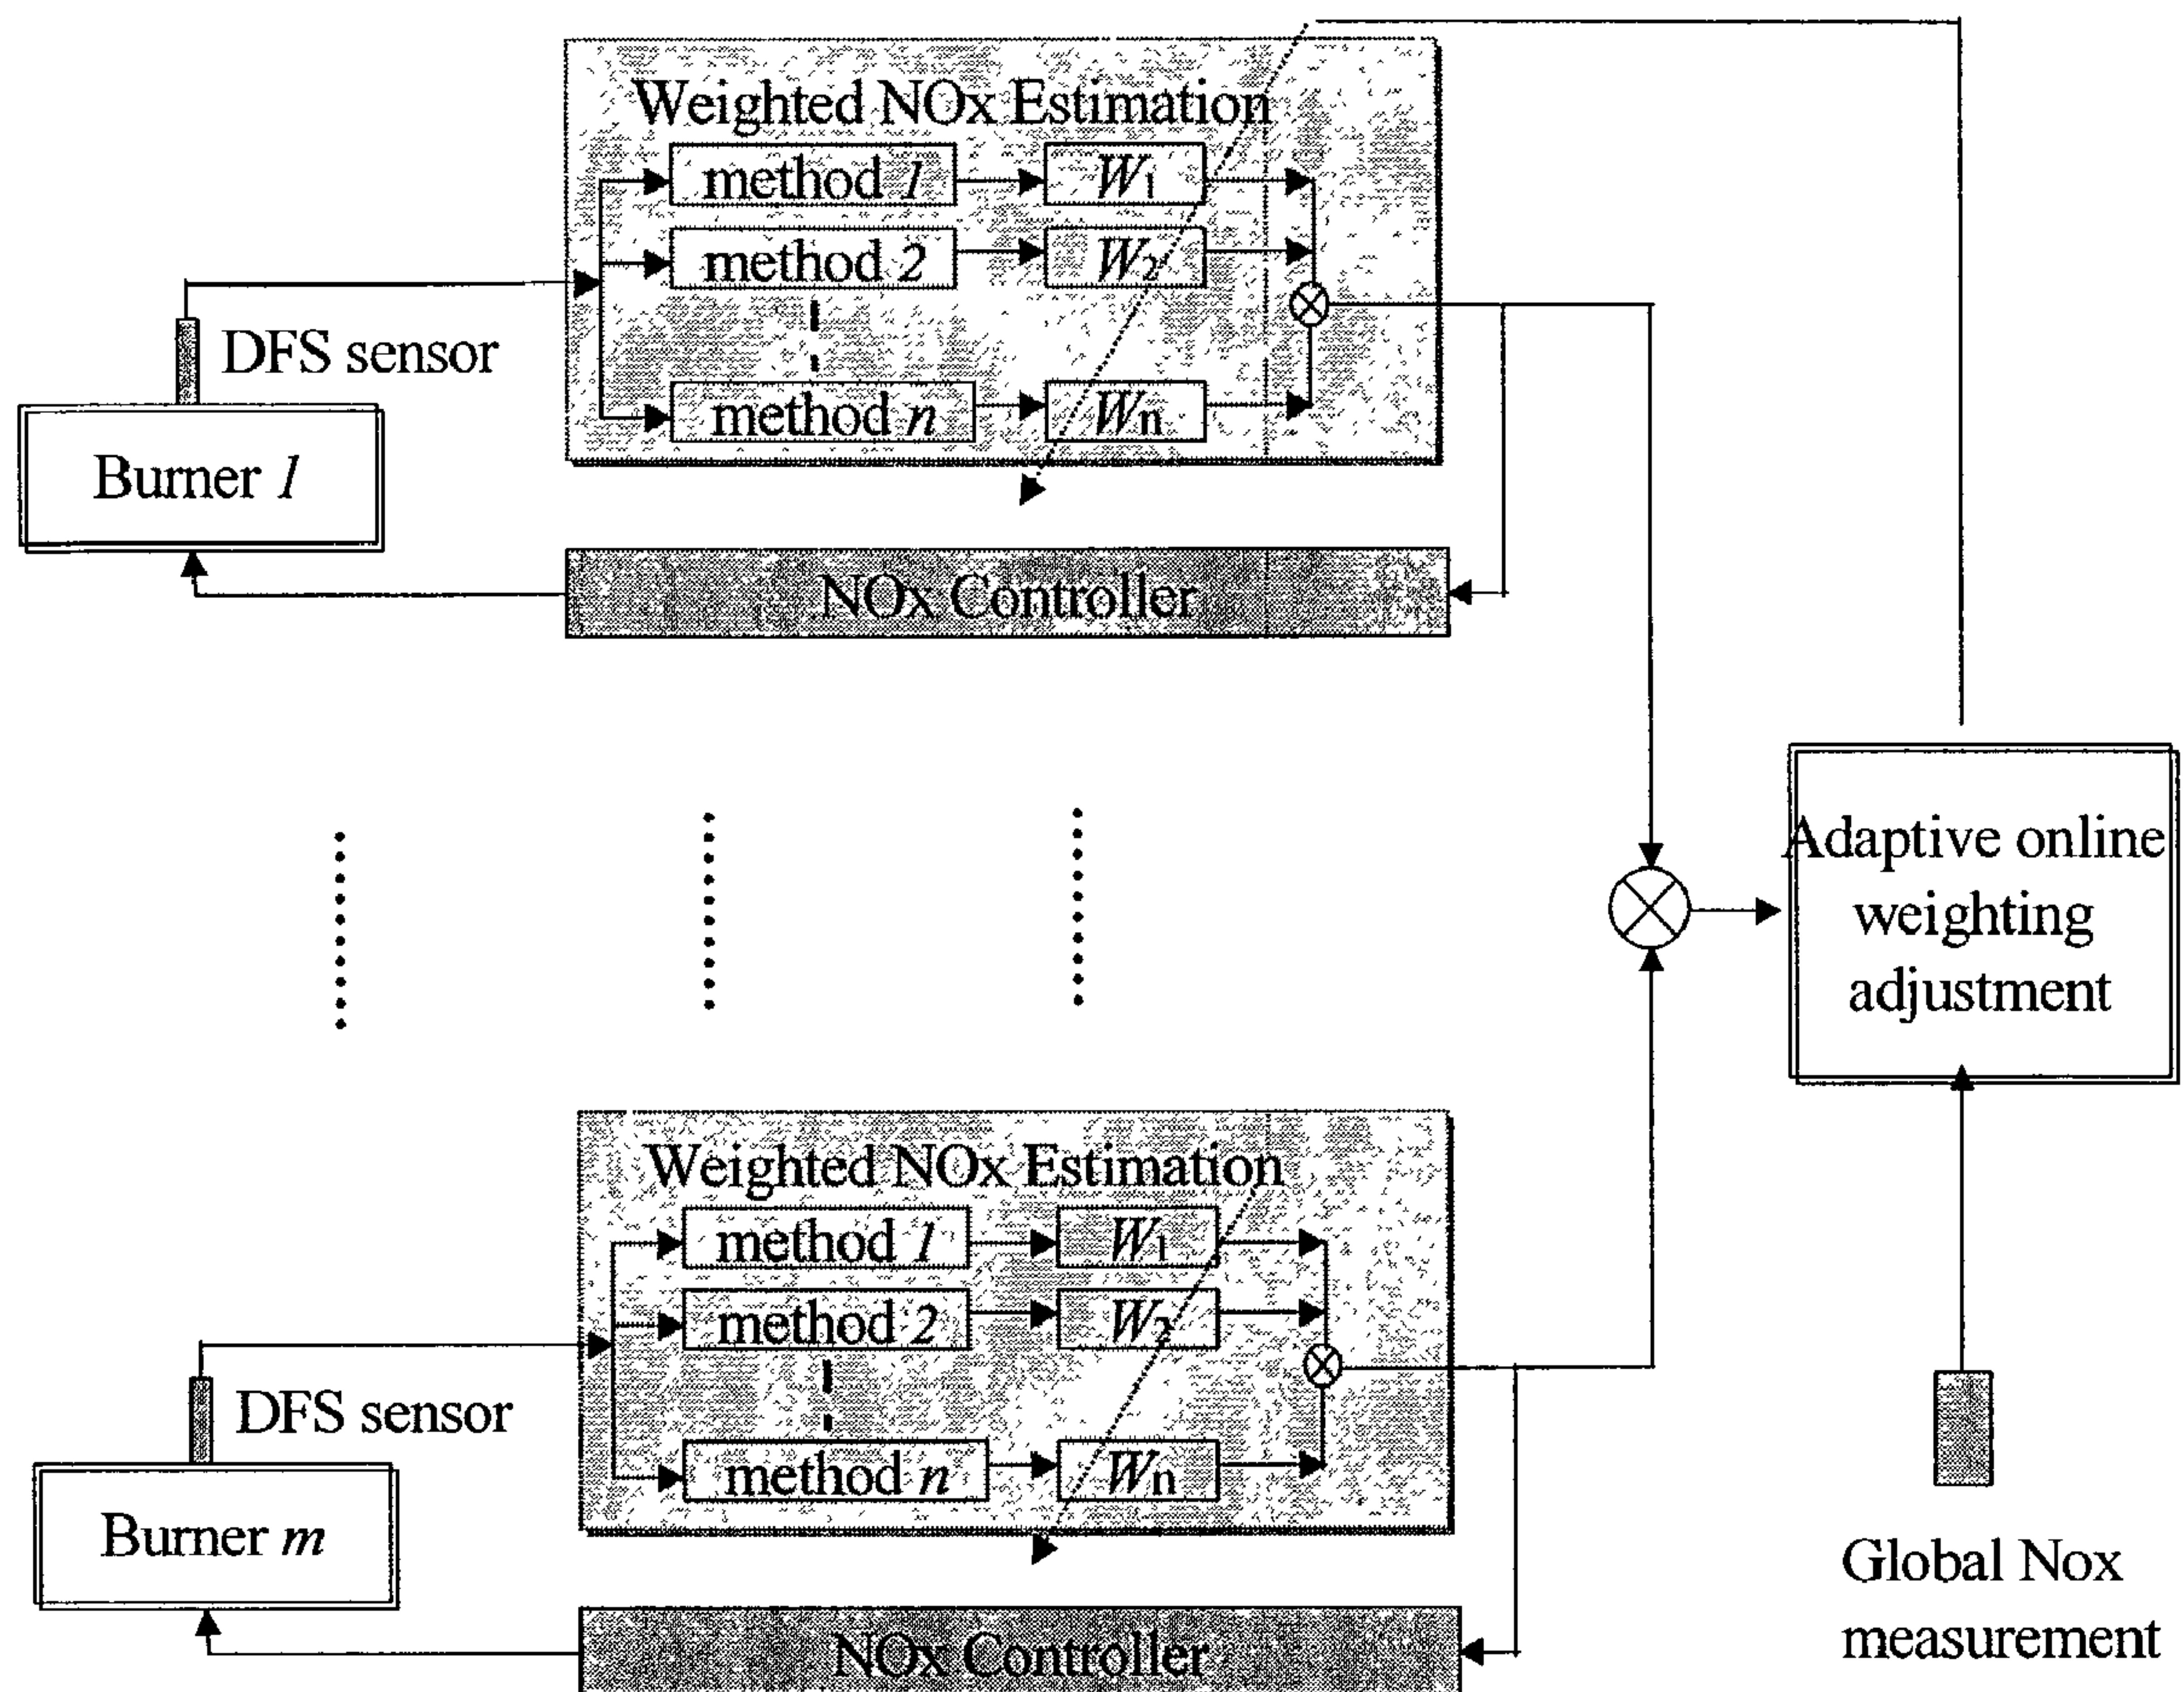 Weighted NOx Estimation
method 1
W1
method 2
W2
method n
Wn
DFS sensor
Burner 1
NOx Controller
Adaptive online
weighting
adjustment
Weighted NOx Estimation
method 1
W1
method 2
W2
method n
Wn
DFS sensor
Burner m
NOx Controller
Global Nox
measurement